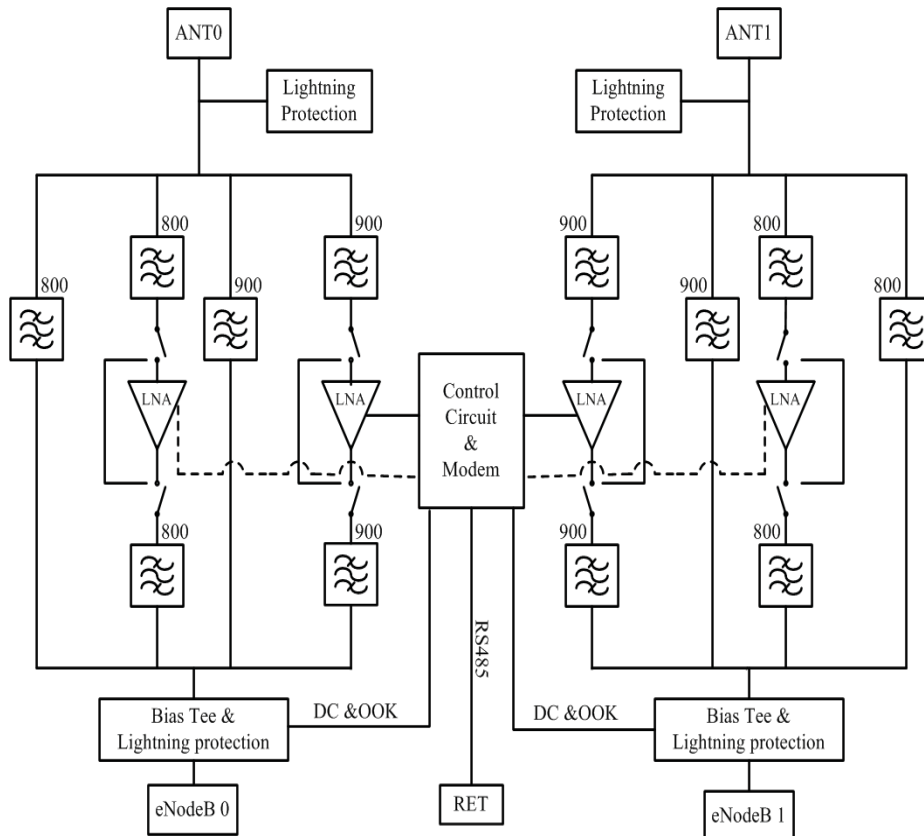 ANT0
ANT1
Lightning
Protection
Lightning
Protection
800
900
900
800
800
900
900
800
LNA
LNA
Control
Circuit
&
Modem
LNA
LNA
800
900
900
800
RS485
Bias Tee &
Lightning protection
DC &OOK
DC &OOK
Bias Tee &
Lightning protection
eNodeB 0
RET
eNodeB 1